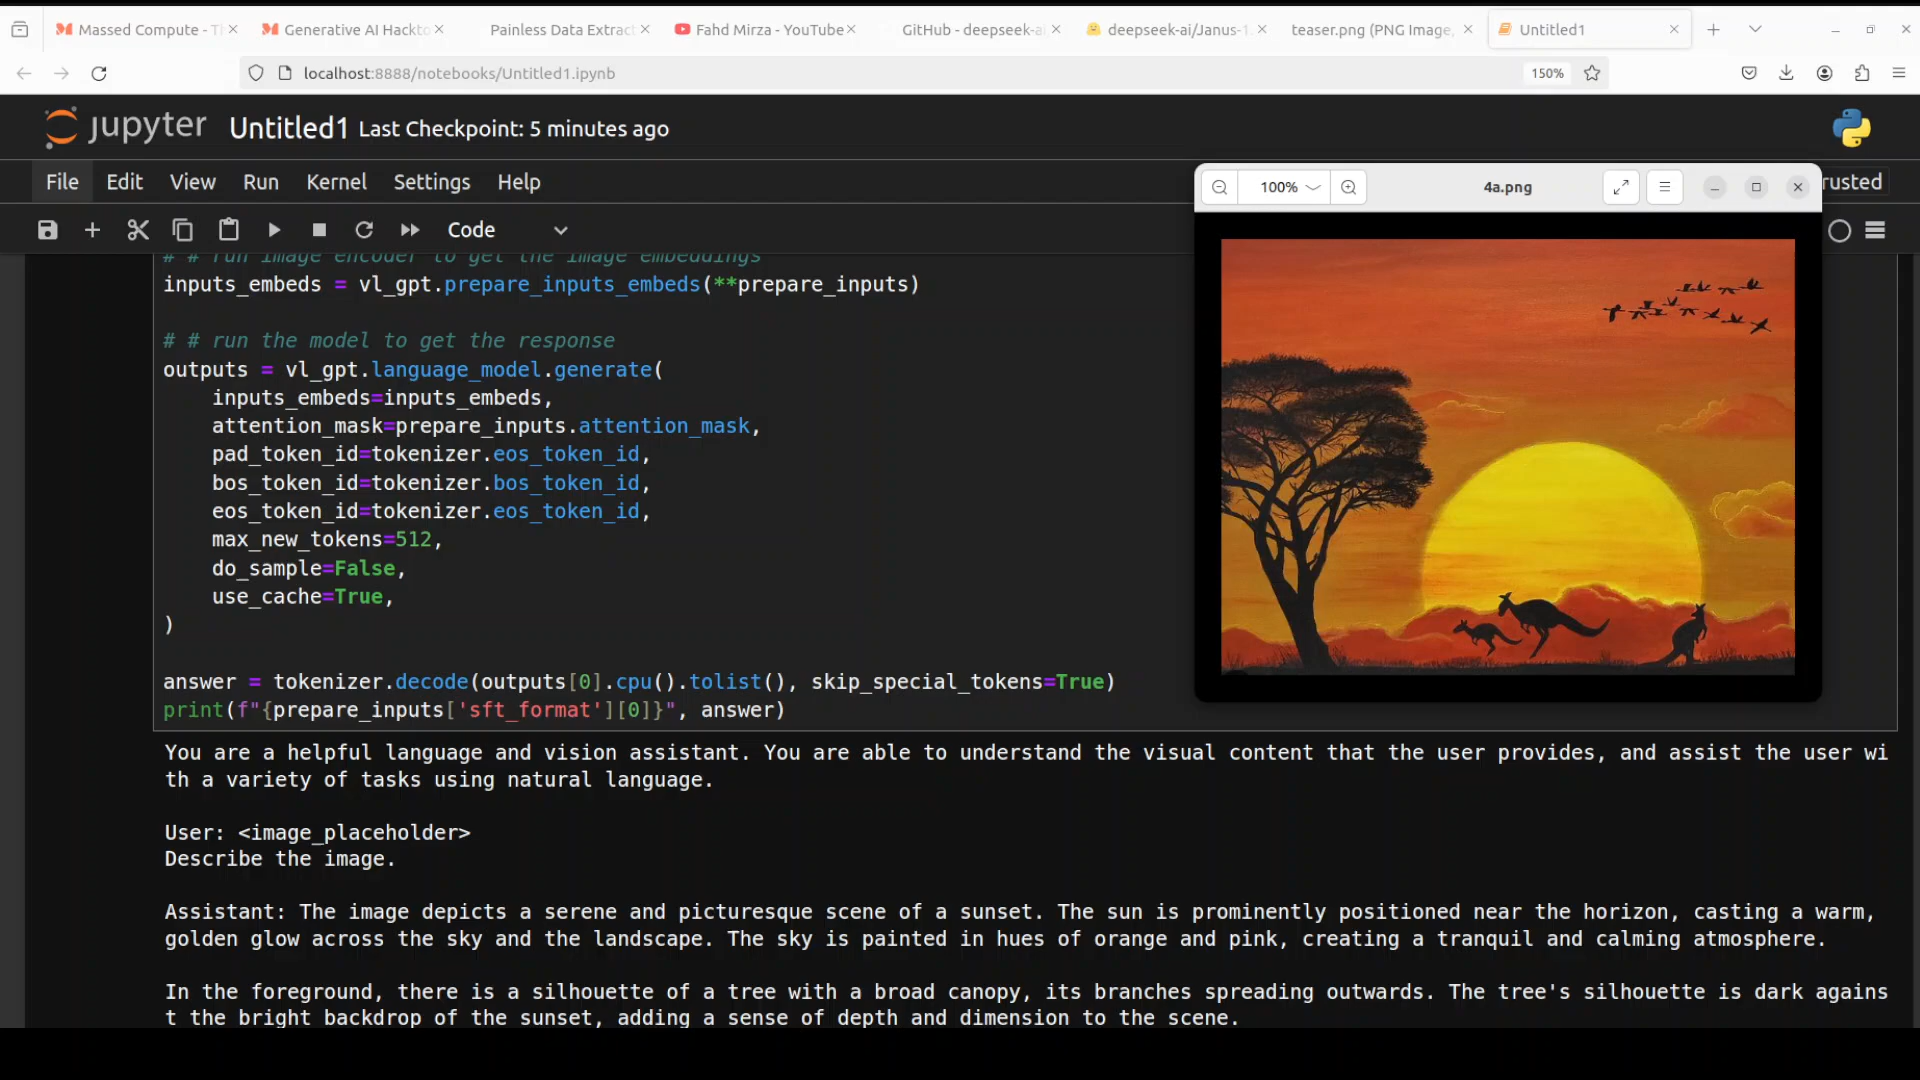 Massed Compute - T
Generative AI Hackto
Painless Data Extract
Fahd Mirza - YouTube
GitHub - deepseek-ai
deepseek-ai/Janus-1.
teaser.png (PNG Image,
Untitled1
localhost:8888/notebooks/Untitled1.ipynb
150%
jupyter Untitled1 Last Checkpoint: 5 minutes ago
File Edit View Run Kernel Settings Help
rusted
Code
100%
4a.png
# # run image encoder to get the image embeddings
inputs_embeds = vl_gpt.prepare_inputs_embeds(**prepare_inputs)
# # run the model to get the response
outputs = vl_gpt.language_model.generate(
inputs_embeds=inputs_embeds,
attention_mask=prepare_inputs.attention_mask,
pad_token_id=tokenizer.eos_token_id,
bos_token_id=tokenizer.bos_token_id,
eos_token_id=tokenizer.eos_token_id,
max_new_tokens=512,
do_sample=False,
use_cache=True,
)
answer = tokenizer.decode(outputs[0].cpu().tolist(), skip_special_tokens=True)
print(f"{prepare_inputs['sft_format'][0]}", answer)
You are a helpful language and vision assistant. You are able to understand the visual content that the user provides, and assist the user wi
th a variety of tasks using natural language.
User: <image_placeholder>
Describe the image.
Assistant: The image depicts a serene and picturesque scene of a sunset. The sun is prominently positioned near the horizon, casting a warm,
golden glow across the sky and the landscape. The sky is painted in hues of orange and pink, creating a tranquil and calming atmosphere.
In the foreground, there is a silhouette of a tree with a broad canopy, its branches spreading outwards. The tree's silhouette is dark agains
t the bright backdrop of the sunset, adding a sense of depth and dimension to the scene.